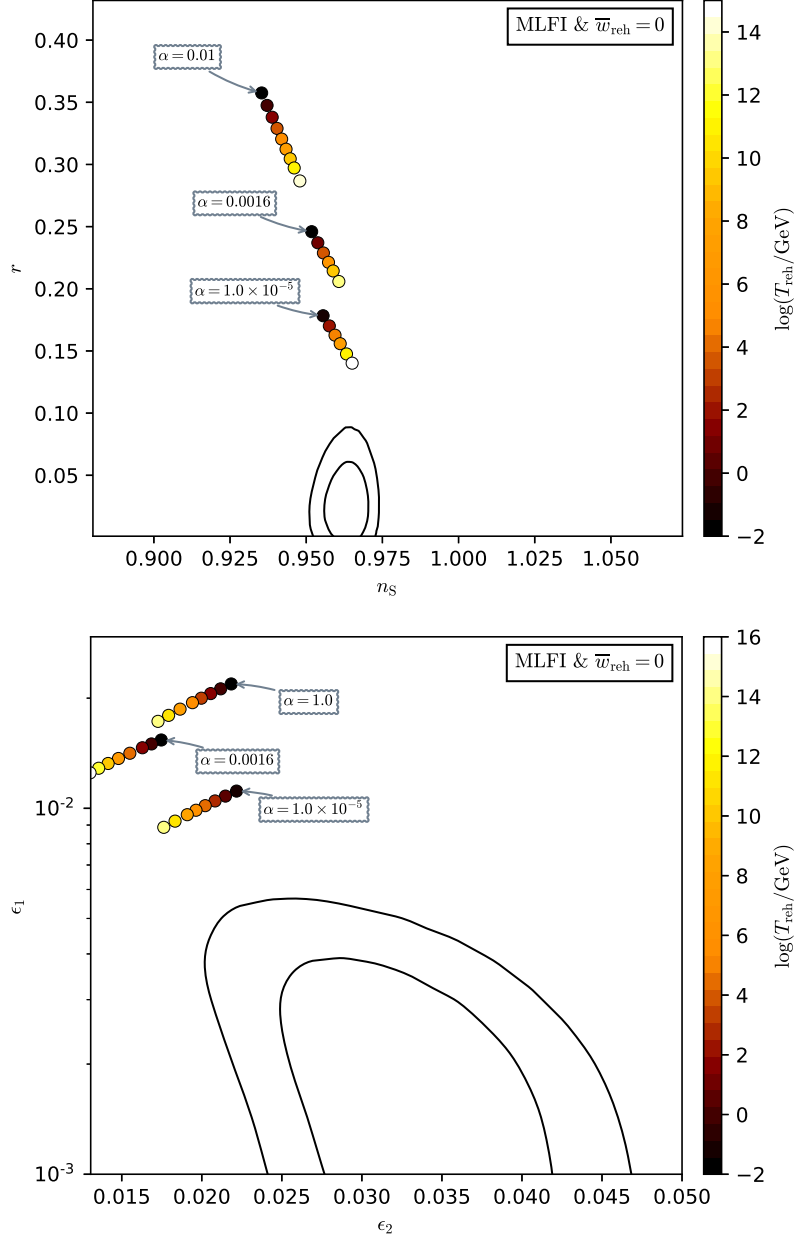 MLFI & w̅_reh = 0
α = 0.01
α = 0.0016
α = 1.0 × 10⁻⁵
0.40
0.35
0.30
0.25
0.20
0.15
0.10
0.05
r
0.900 0.925 0.950 0.975 1.000 1.025 1.050
n_S
14
12
10
8
6
4
2
0
−2
log(T_reh/GeV)
MLFI & w̅_reh = 0
α = 1.0
α = 0.0016
α = 1.0 × 10⁻⁵
10⁻²
10⁻³
ϵ₁
0.015 0.020 0.025 0.030 0.035 0.040 0.045 0.050
ϵ₂
16
14
12
10
8
6
4
2
0
−2
log(T_reh/GeV)